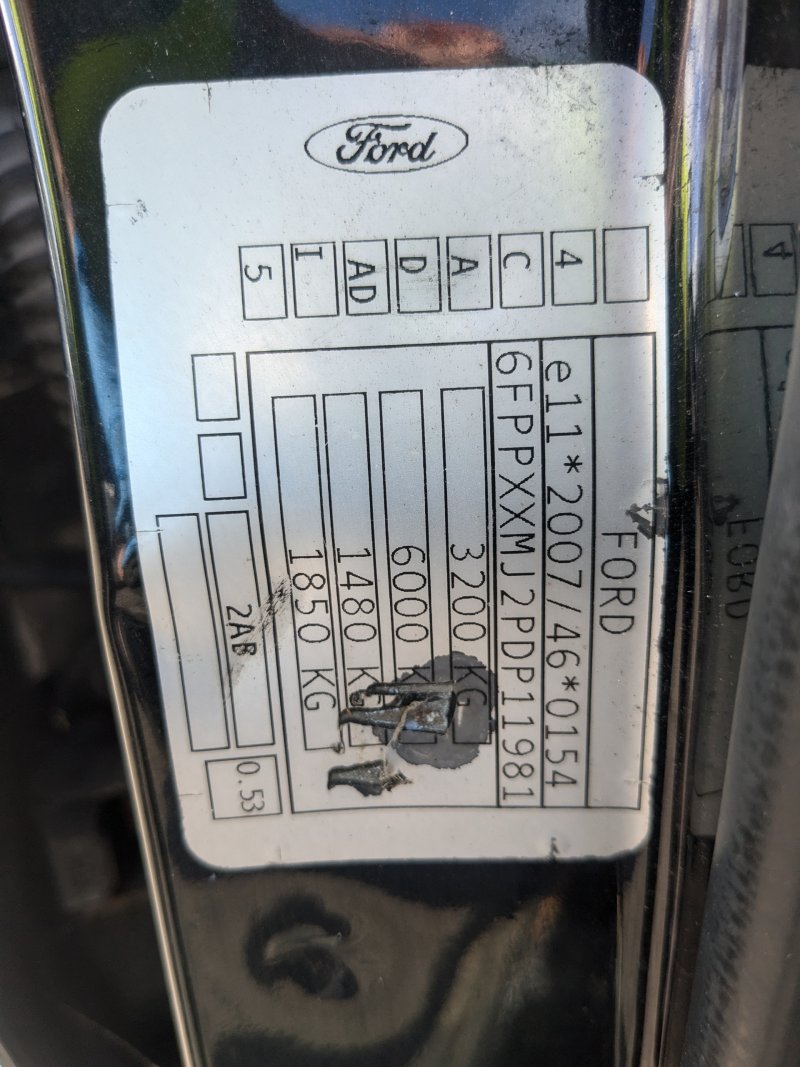 Ford
4
C
A
D
AD
I
5
FORD
e11*2007/46*0154
6FPPXXMJ2PDP11981
3200 KG
6000 K
1480 K
1850 KG
2AB
0.53